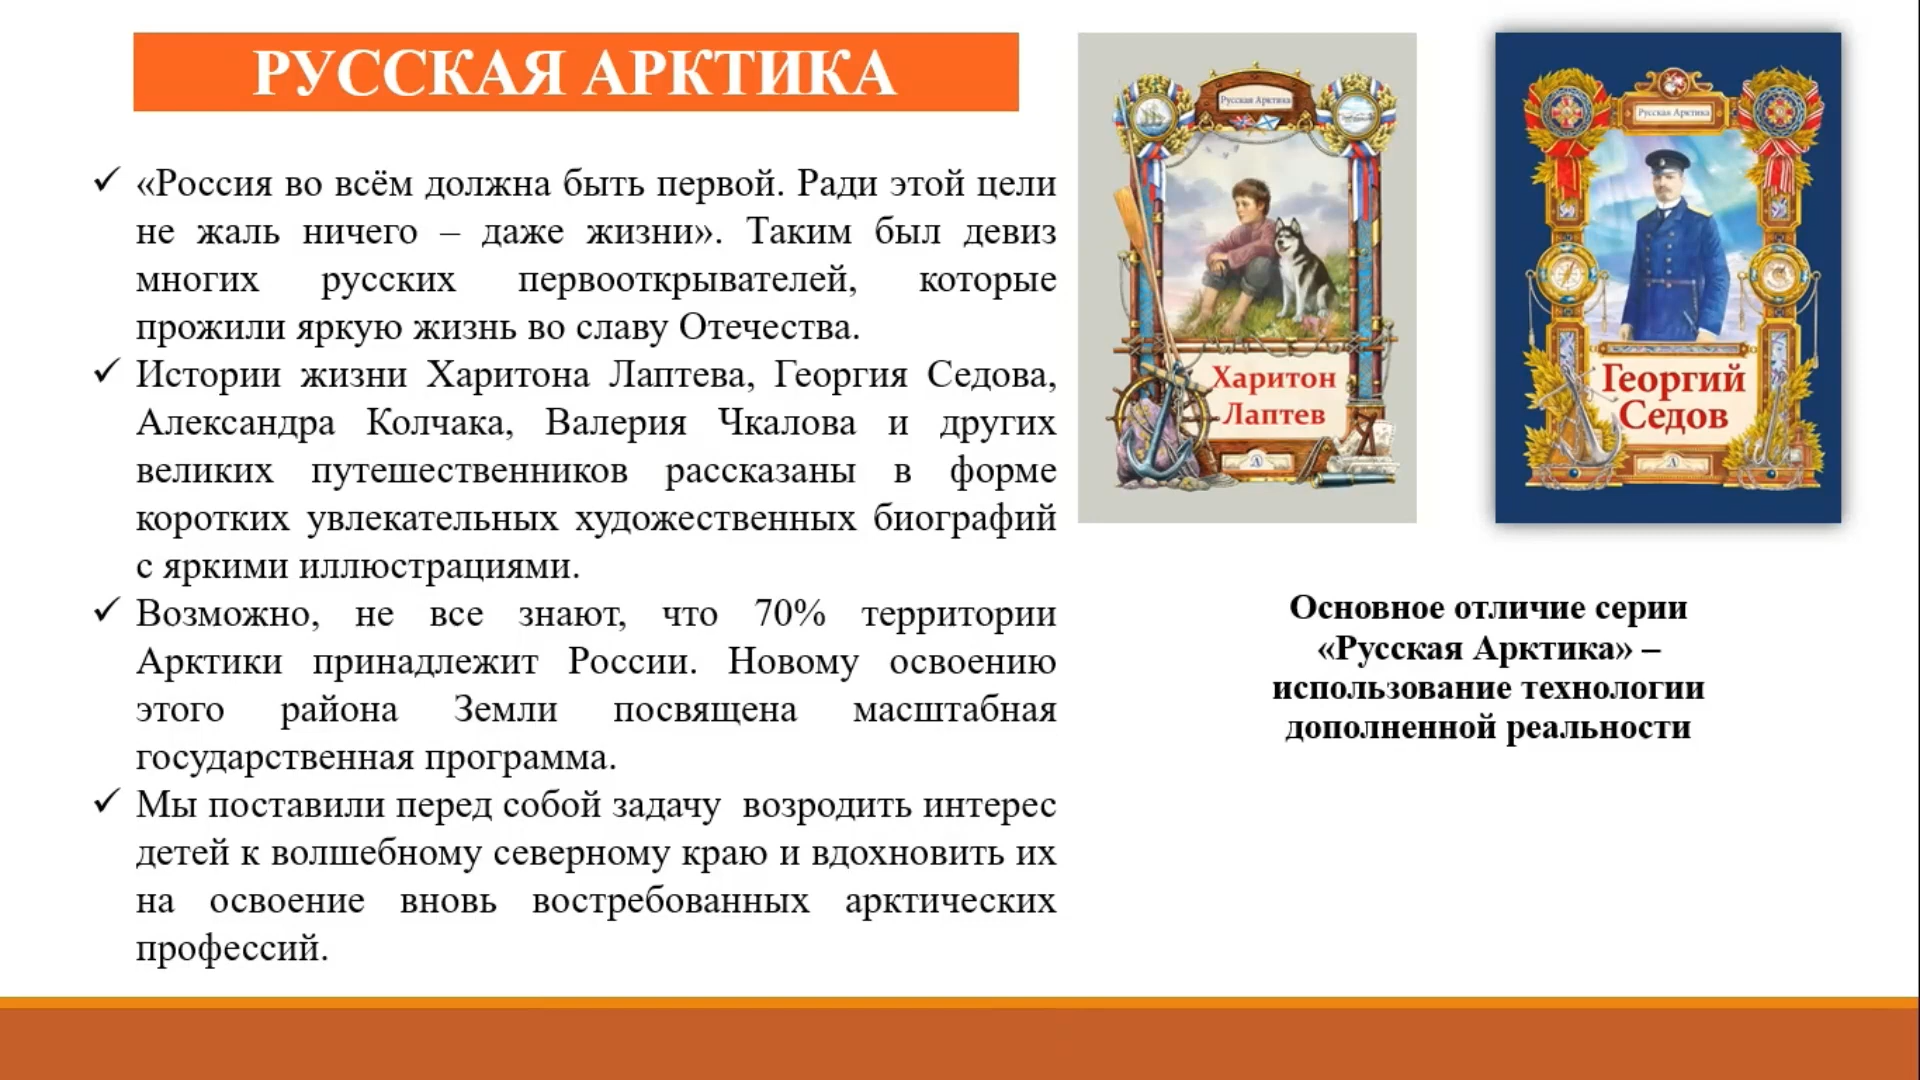 РУССКАЯ АРКТИКА
«Россия во всём должна быть первой. Ради этой цели
не жаль ничего – даже жизни». Таким был девиз
многих русских первооткрывателей, которые
прожили яркую жизнь во славу Отечества.
Истории жизни Харитона Лаптева, Георгия Седова,
Александра Колчака, Валерия Чкалова и других
великих путешественников рассказаны в форме
коротких увлекательных художественных биографий
с яркими иллюстрациями.
Возможно, не все знают, что 70% территории
Арктики принадлежит России. Новому освоению
этого района Земли посвящена масштабная
государственная программа.
Мы поставили перед собой задачу возродить интерес
детей к волшебному северному краю и вдохновить их
на освоение вновь востребованных арктических
профессий.
Русская Арктика
Харитон
Лаптев
Русская Арктика
Георгий
Седов
Основное отличие серии
«Русская Арктика» –
использование технологии
дополненной реальности